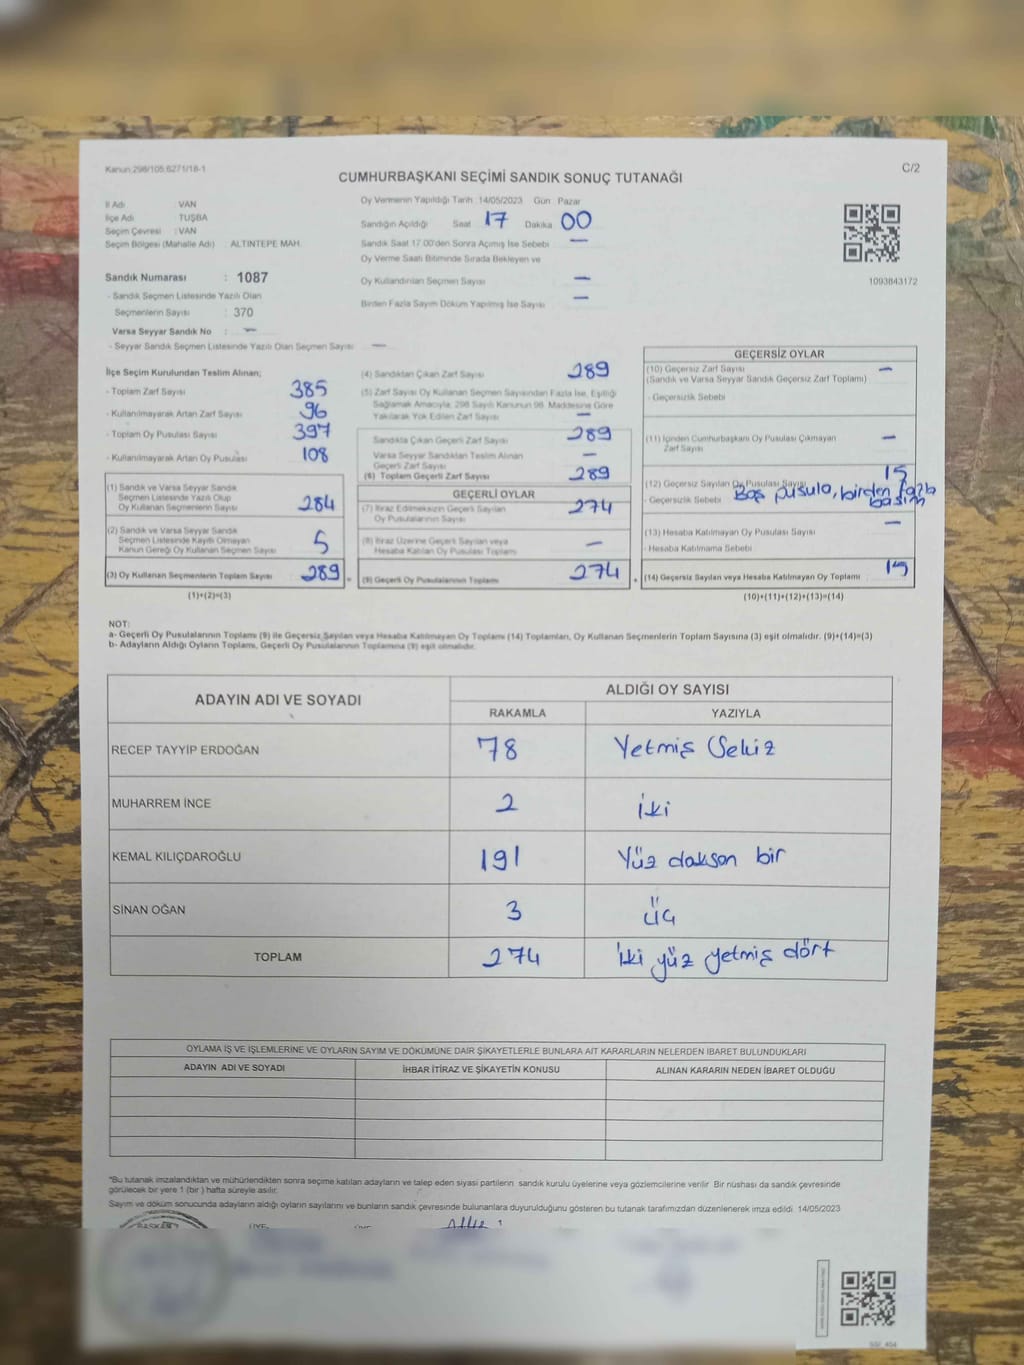 Kanun:298/105,6271/18-1
C/2
CUMHURBAŞKANI SEÇİMİ SANDIK SONUÇ TUTANAĞI
İl Adı : VAN
İlçe Adı : TUŞBA
Seçim Çevresi : VAN
Seçim Bölgesi (Mahalle Adı) : ALTINTEPE MAH.
Sandık Numarası : 1087
- Sandık Seçmen Listesinde Yazılı Olan
Seçmenlerin Sayısı : 370
Varsa Seyyar Sandık No : —
- Seyyar Sandık Seçmen Listesinde Yazılı Olan Seçmen Sayısı —
Oy Vermenin Yapıldığı Tarih :14/05/2023 Gün Pazar
Sandığın Açıldığı Saat 17 Dakika 00
Sandık Saat 17.00'den Sonra Açmış İse Sebebi —
Oy Verme Saati Bitiminde Sırada Bekleyen ve
Oy Kullandırılan Seçmen Sayısı —
Birden Fazla Sayım Döküm Yapılmış İse Sayısı —
1093843172
İlçe Seçim Kurulundan Teslim Alınan;
- Toplam Zarf Sayısı 385
- Kullanılmayarak Artan Zarf Sayısı 96
- Toplam Oy Pusulası Sayısı 397
- Kullanılmayarak Artan Oy Pusulası 108
(1) Sandık ve Varsa Seyyar Sandık
Seçmen Listesinde Yazılı Olup
Oy Kullanan Seçmenlerin Sayısı 284
(2) Sandık ve Varsa Seyyar Sandık
Seçmen Listesinde Kayıtlı Olmayan
Kanun Gereği Oy Kullanan Seçmen Sayısı 5
(3) Oy Kullanan Seçmenlerin Toplam Sayısı 289
(1)+(2)=(3)
(4) Sandıktan Çıkan Zarf Sayısı 289
(5) Zarf Sayısı Oy Kullanan Seçmen Sayısından Fazla İse, Eşitliği
Sağlamak Amacıyla, 298 Sayılı Kanunun 98. Maddesine Göre
Yakılarak Yok Edilen Zarf Sayısı —
Sandıkta Çıkan Geçerli Zarf Sayısı 289
Varsa Seyyar Sandıktan Teslim Alınan
Geçerli Zarf Sayısı —
(6) Toplam Geçerli Zarf Sayısı 289
GEÇERLİ OYLAR
(7) İtiraz Edilmeksizin Geçerli Sayılan
Oy Pusulalarının Sayısı 274
(8) İtiraz Üzerine Geçerli Sayılan veya
Hesaba Katılan Oy Pusulası Toplamı —
(9) Geçerli Oy Pusulalarının Toplamı 274
GEÇERSİZ OYLAR
(10) Geçersiz Zarf Sayısı —
(Sandık ve Varsa Seyyar Sandık Geçersiz Zarf Toplamı)
- Geçersizlik Sebebi
(11) İçinden Cumhurbaşkanı Oy Pusulası Çıkmayan
Zarf Sayısı —
(12) Geçersiz Sayılan Oy Pusulası Sayısı 15
- Geçersizlik Sebebi Boş pusula, birden fazla
basım
(13) Hesaba Katılmayan Oy Pusulası Sayısı —
- Hesaba Katılmama Sebebi
(14) Geçersiz Sayılan veya Hesaba Katılmayan Oy Toplamı 15
(10)+(11)+(12)+(13)=(14)
NOT:
a- Geçerli Oy Pusulalarının Toplamı (9) ile Geçersiz Sayılan veya Hesaba Katılmayan Oy Toplamı (14) Toplamları, Oy Kullanan Seçmenlerin Toplam Sayısına (3) eşit olmalıdır. (9)+(14)=(3)
b- Adayların Aldığı Oyların Toplamı, Geçerli Oy Pusulalarının Toplamına (9) eşit olmalıdır.
ADAYIN ADI VE SOYADI
ALDIĞI OY SAYISI
RAKAMLA YAZIYLA
RECEP TAYYİP ERDOĞAN 78 Yetmiş Sekiz
MUHARREM İNCE 2 iki
KEMAL KILIÇDAROĞLU 191 Yüz doksan bir
SİNAN OĞAN 3 üç
TOPLAM 274 iki yüz yetmiş dört
OYLAMA İŞ VE İŞLEMLERİNE VE OYLARIN SAYIM VE DÖKÜMÜNE DAİR ŞİKAYETLERLE BUNLARA AİT KARARLARIN NELERDEN İBARET BULUNDUKLARI
ADAYIN ADI VE SOYADI İHBAR İTİRAZ VE ŞİKAYETİN KONUSU ALINAN KARARIN NEDEN İBARET OLDUĞU
"Bu tutanak imzalandıktan ve mühürlendikten sonra seçime katılan adayların ve talep eden siyasi partilerin sandık kurulu üyelerine veya gözlemcilerine verilir. Bir nüshası da sandık çevresinde
görülecek bir yere 1 (bir ) hafta süreyle asılır.
Sayım ve döküm sonucunda adayların aldığı oyların sayılarını ve bunların sandık çevresinde bulunanlara duyurulduğunu gösteren bu tutanak tarafımızdan düzenlenerek imza edildi. 14/05/2023
BAŞKAN ÜYE ÜYE